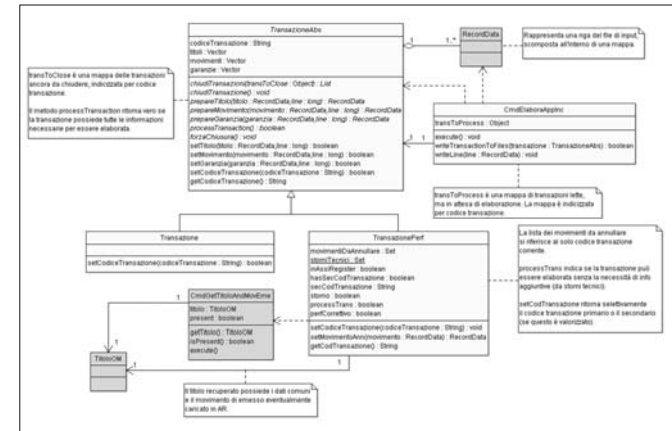 TransazioneAbs
codiceTransazione : String
titoli : Vector
movimenti : Vector
garanzie : Vector
chiudiTransazioni(transToClose : Object) : List
chiudiTransazione() : void
prepareTitolo(titolo : RecordData,line : long) : RecordData
prepareMovimento(movimento : RecordData,line : long) : RecordData
prepareGaranzia(garanzia : RecordData,line : long) : RecordData
processTransaction() : boolean
forzaChiusura() : void
setTitolo(titolo : RecordData,line : long) : boolean
setMovimento(movimento : RecordData,line : long) : boolean
setGaranzia(garanzia : RecordData,line : long) : boolean
setCodiceTransazione(codiceTransazione : String) : boolean
getCodiceTransazione() : String
transToClose è una mappa delle transazioni
ancora da chiudere, indicizzata per codice
transazione.
Il metodo processTransaction ritorna vero se
la transazione possiede tutte le informazioni
necessarie per essere elaborata.
1
1..*
RecordData
Rappresenta una riga del file di input,
scomposta all'interno di una mappa.
CmdElaboraAppInc
transToProcess : Object
execute() : void
writeTransactionToFiles(transazione : TransazioneAbs) : boolean
writeLine(line : RecordData) : void
1
1
transToProcess è una mappa di transazioni lette,
ma in attesa di elaborazione. La mappa è indicizzata
per codice transazione.
Transazione
setCodiceTransazione(codiceTransazione : String) : boolean
TransazionePerf
movimentiDaAnnullare : Set
storniTecnici : Set
inAssiRegister : boolean
hasSecCodTransazione : boolean
secCodTransazione : String
storno : boolean
processTrans : boolean
perfCorrettivo : boolean
setCodiceTransazione(codiceTransazione : String) : void
setMovimentoAnn(movimento : RecordData) : RecordData
getCodTransazione() : String
La lista dei movimenti da annullare
si riferisce al solo codice transazione
corrente.
processTrans indica se la transazione può
essere elaborata senza la necessità di info
aggiuntive (da storni tecnici).
setCodTransazione ritorna selettivamente
il codice transazione primario o il secondario
(se questo è valorizzato).
CmdGetTitoloAndMovEme
titolo : TitoloOM
present : boolean
getTitolo() : TitoloOM
isPresent() : boolean
execute()
1
1
TitoloOM
1
1
Il titolo recuperato possiede i dati comuni
e il movimento di emesso eventualmente
caricato in AR.